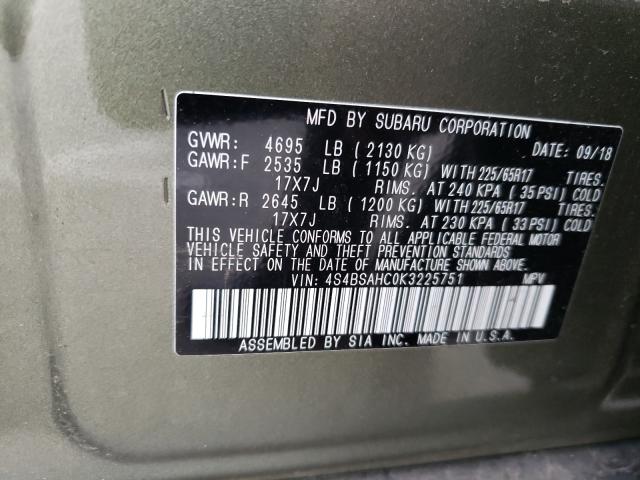 MFD BY SUBARU CORPORATION
GVWR: 4695 LB ( 2130 KG) DATE: 09/18
GAWR:F 2535 LB ( 1150 KG) WITH 225/65R17 TIRES.
17X7J RIMS. AT 240 KPA ( 35 PSI) COLD
GAWR:R 2645 LB ( 1200 KG) WITH 225/65R17 TIRES.
17X7J RIMS. AT 230 KPA ( 33 PSI) COLD
THIS VEHICLE CONFORMS TO ALL APPLICABLE FEDERAL MOTOR
VEHICLE SAFETY AND THEFT PREVENTION STANDARDS
IN EFFECT ON THE DATE OF MANUFACTURE SHOWN ABOVE.
VIN: 4S4BSAHC0K3225751 MPV
ASSEMBLED BY SIA INC. MADE IN U.S.A.